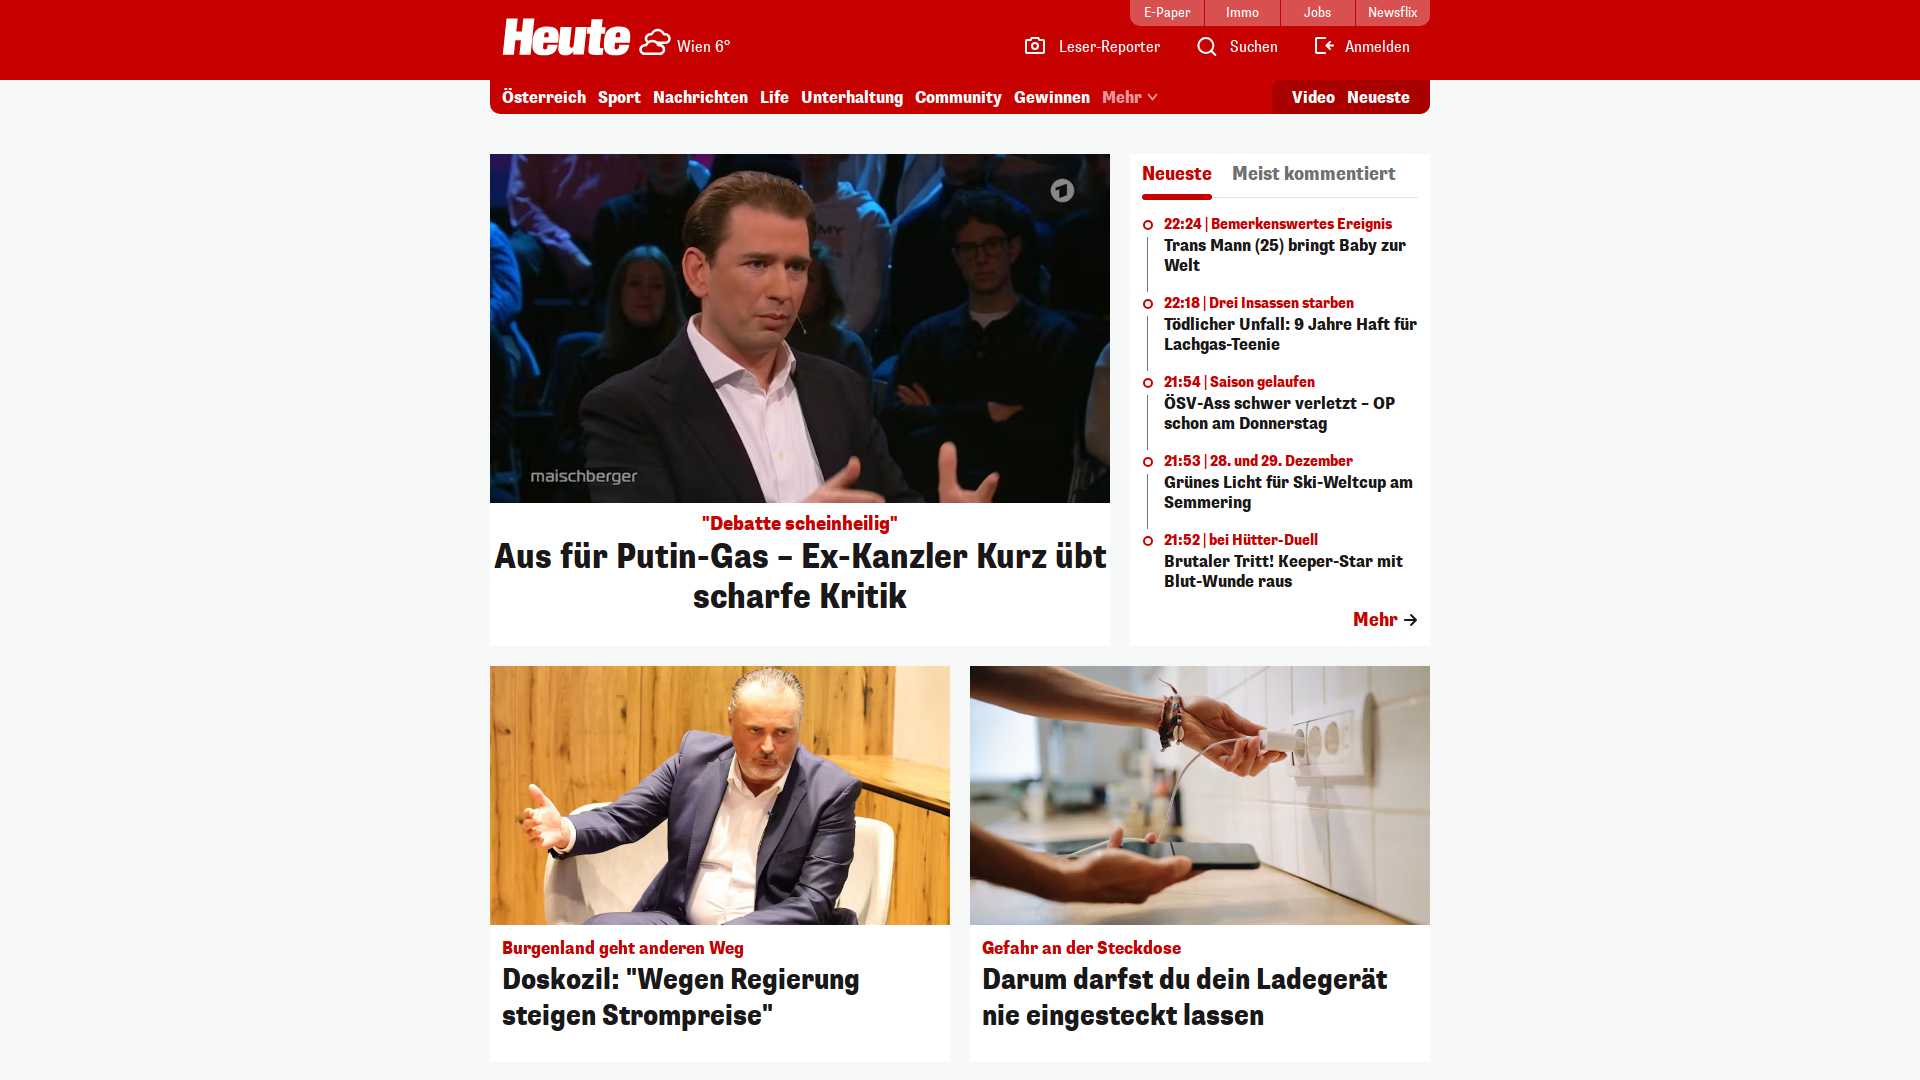 E-Paper
Immo
Jobs
Newsflix
Heute
Wien 6°
Leser-Reporter
Suchen
Anmelden
Österreich
Sport
Nachrichten
Life
Unterhaltung
Community
Gewinnen
Mehr
Video
Neueste
maischberger
"Debatte scheinheilig"
Aus für Putin-Gas – Ex-Kanzler Kurz übt
scharfe Kritik
Neueste
Meist kommentiert
22:24 | Bemerkenswertes Ereignis
Trans Mann (25) bringt Baby zur
Welt
22:18 | Drei Insassen starben
Tödlicher Unfall: 9 Jahre Haft für
Lachgas-Teenie
21:54 | Saison gelaufen
ÖSV-Ass schwer verletzt – OP
schon am Donnerstag
21:53 | 28. und 29. Dezember
Grünes Licht für Ski-Weltcup am
Semmering
21:52 | bei Hütter-Duell
Brutaler Tritt! Keeper-Star mit
Blut-Wunde raus
Mehr
Burgenland geht anderen Weg
Doskozil: "Wegen Regierung
steigen Strompreise"
Gefahr an der Steckdose
Darum darfst du dein Ladegerät
nie eingesteckt lassen